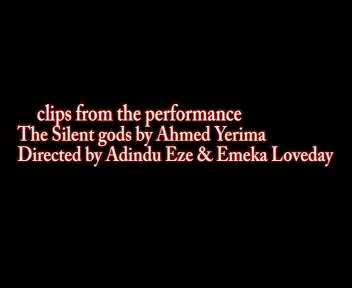 clips from the performance
The Silent gods by Ahmed Yerima
Directed by Adindu Eze & Emeka Loveday